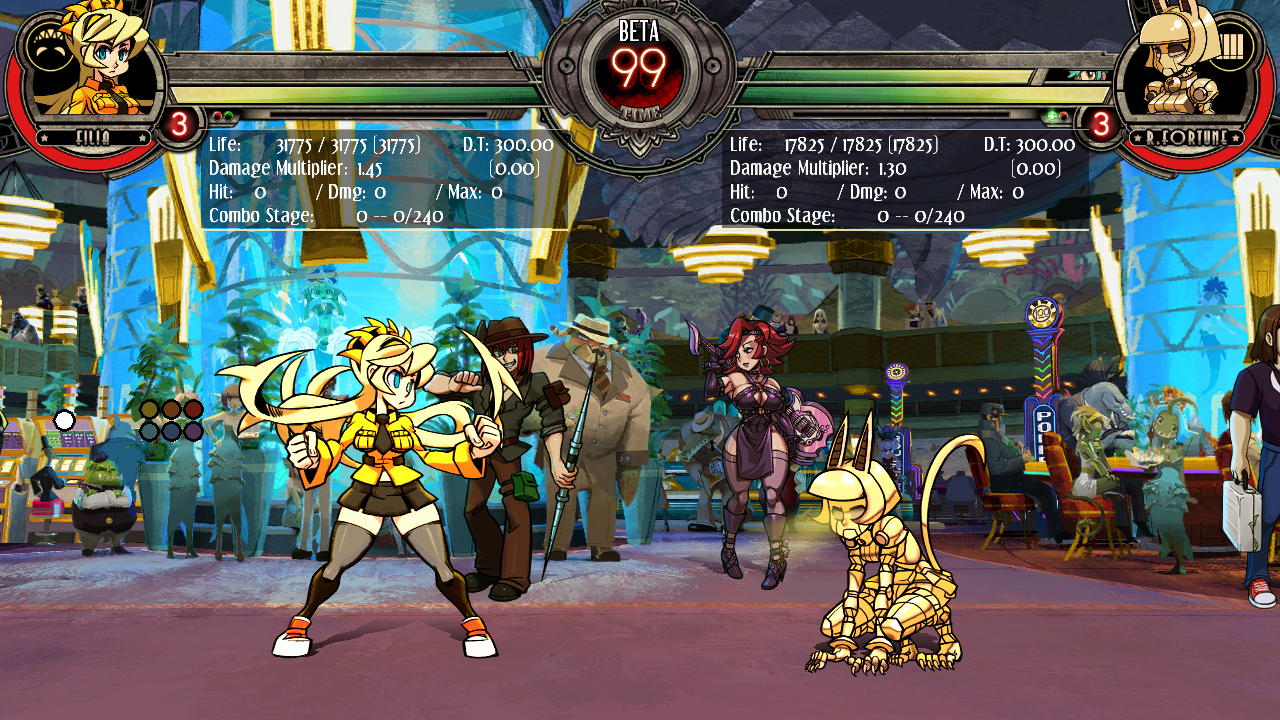 BETA
99
TIME
FILIA
3
3
R.FORTUNE
Life: 31775 / 31775 (31775) D.T: 300.00
Damage Multiplier: 1.45 (0.00)
Hit: 0 / Dmg: 0 / Max: 0
Combo Stage: 0 -- 0/240
Life: 17825 / 17825 (17825) D.T: 300.00
Damage Multiplier: 1.30 (0.00)
Hit: 0 / Dmg: 0 / Max: 0
Combo Stage: 0 -- 0/240